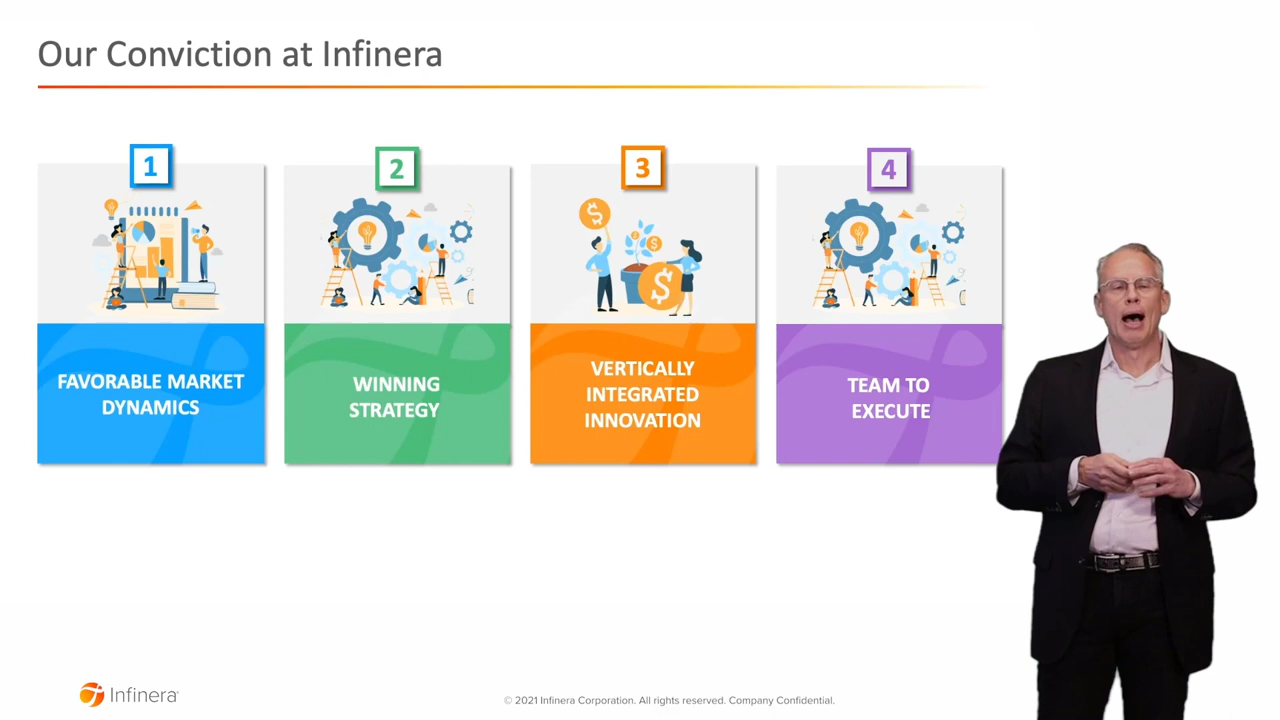 Our Conviction at Infinera
1
2
3
4
FAVORABLE MARKET
DYNAMICS
WINNING
STRATEGY
VERTICALLY
INTEGRATED
INNOVATION
TEAM TO
EXECUTE
Infinera
© 2021 Infinera Corporation. All rights reserved. Company Confidential.